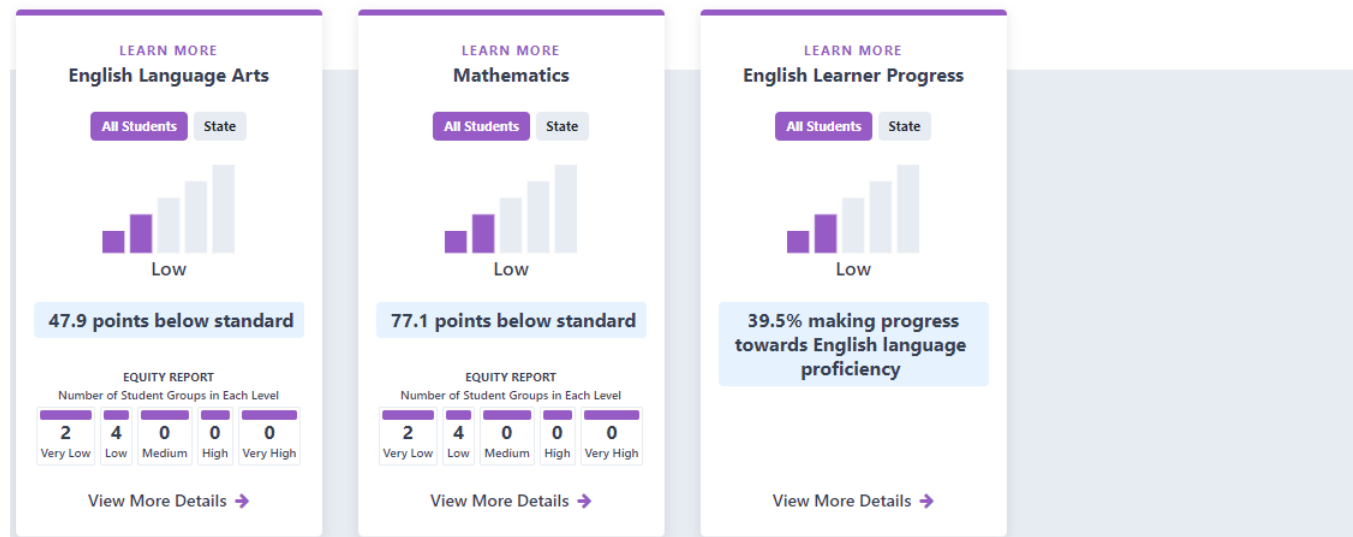 LEARN MORE
English Language Arts
All Students State
Low
47.9 points below standard
EQUITY REPORT
Number of Student Groups in Each Level
2 4 0 0 0
Very Low Low Medium High Very High
View More Details
LEARN MORE
Mathematics
All Students State
Low
77.1 points below standard
EQUITY REPORT
Number of Student Groups in Each Level
2 4 0 0 0
Very Low Low Medium High Very High
View More Details
LEARN MORE
English Learner Progress
All Students State
Low
39.5% making progress
towards English language
proficiency
View More Details